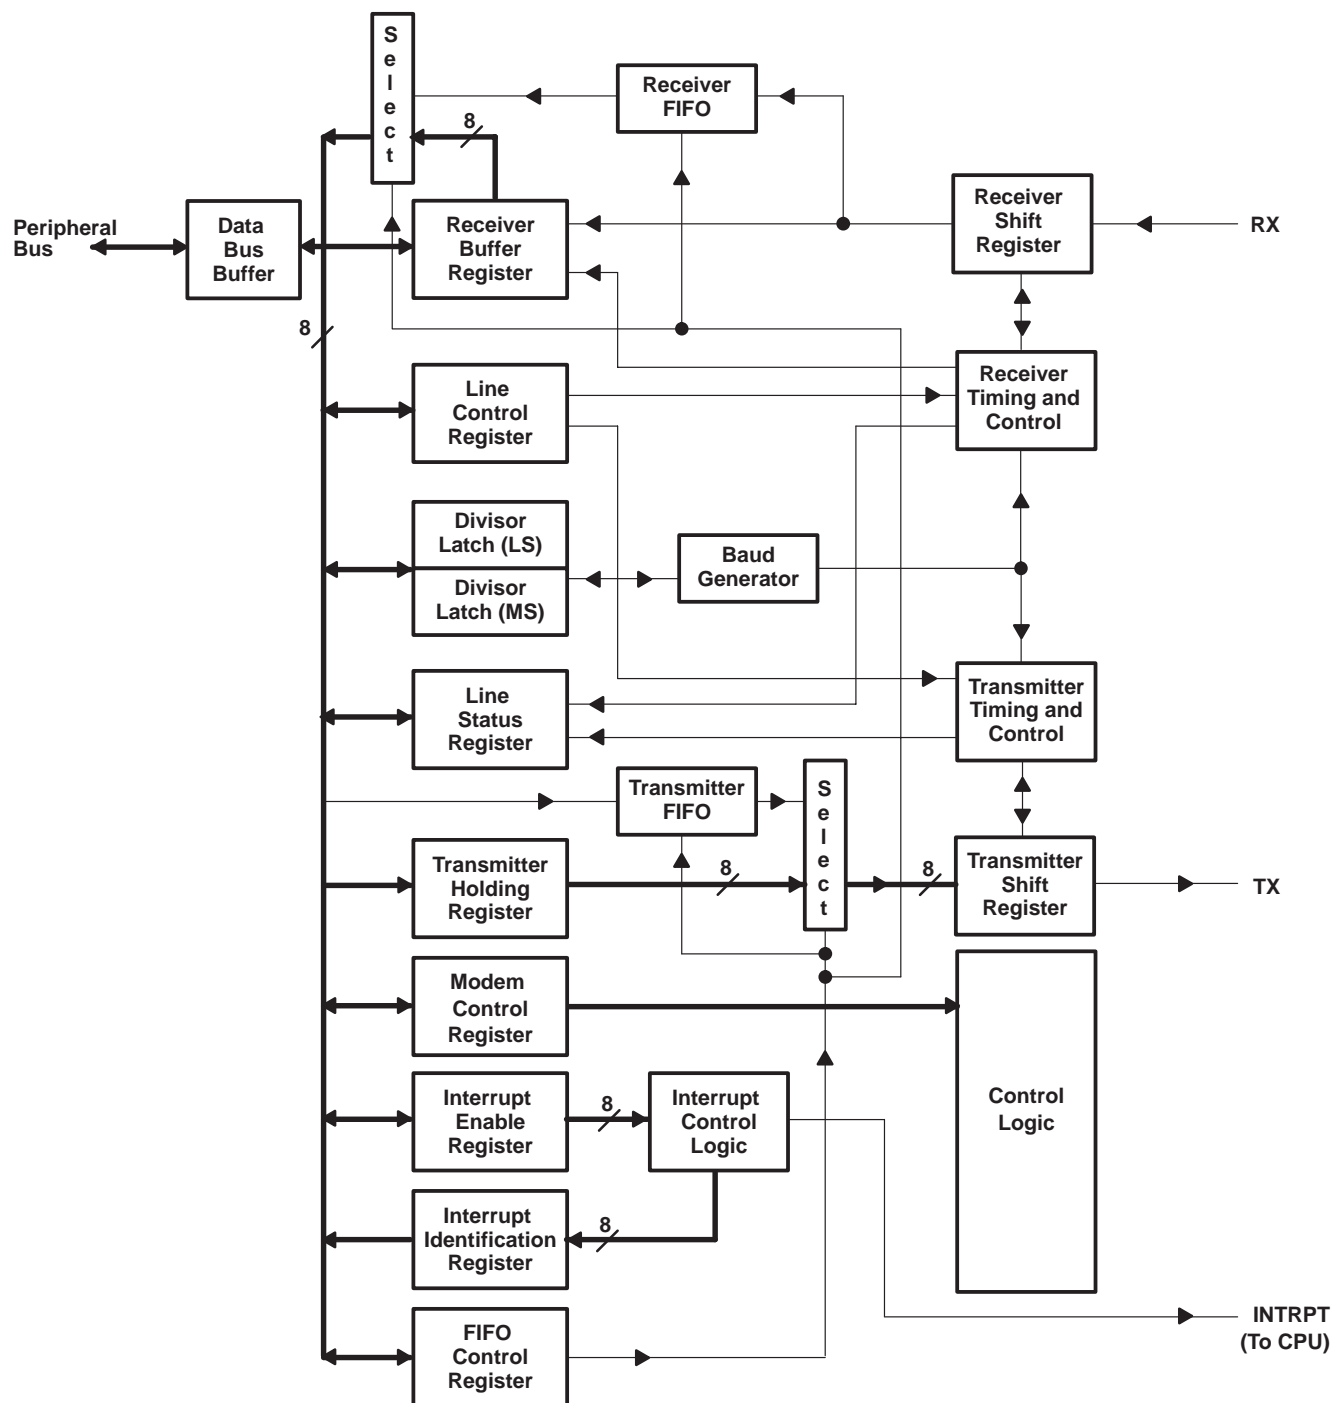 S
e
l
e
c
t
Receiver
FIFO
8
Peripheral
Bus
Data
Bus
Buffer
Receiver
Buffer
Register
Receiver
Shift
Register
RX
8
Line
Control
Register
Receiver
Timing and
Control
Divisor
Latch (LS)
Divisor
Latch (MS)
Baud
Generator
Line
Status
Register
Transmitter
Timing and
Control
Transmitter
FIFO
S
e
l
e
c
t
Transmitter
Holding
Register
8
8
Transmitter
Shift
Register
TX
Modem
Control
Register
Control
Logic
Interrupt
Enable
Register
8
Interrupt
Control
Logic
Interrupt
Identification
Register
8
INTRPT
(To CPU)
FIFO
Control
Register